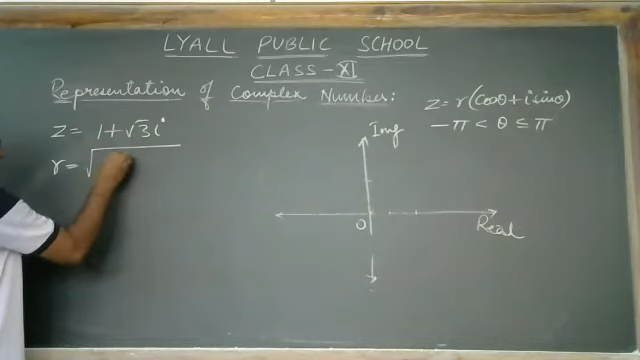 LYALL PUBLIC SCHOOL
CLASS-XI
Representation of Complex Number:
z = r(cosθ + i sinθ)
-π < θ ≤ π
z = 1+√3 i
r = √
Img
O
Real